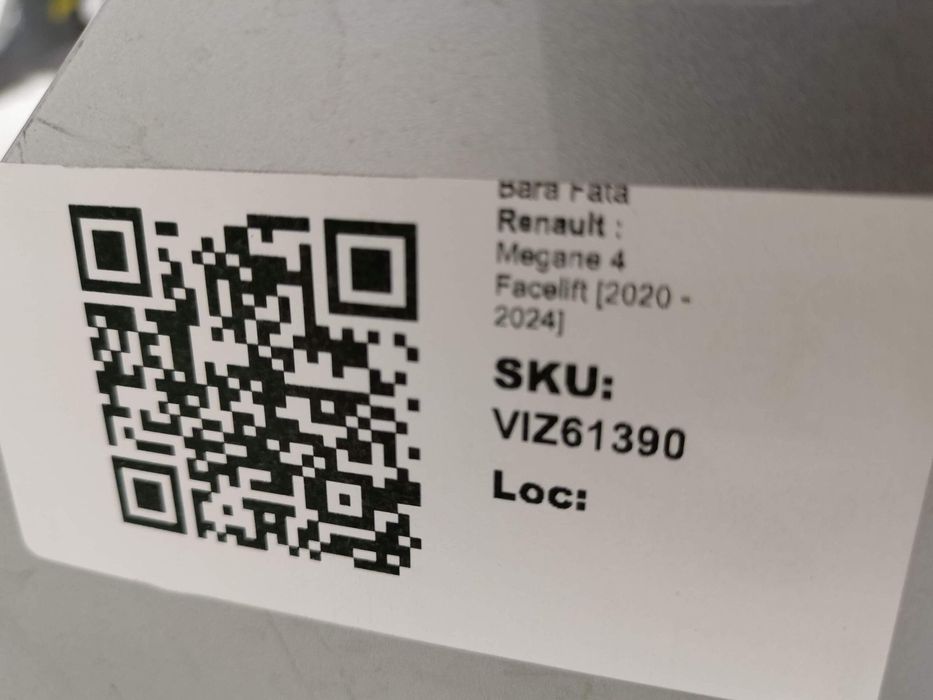 Bara Fata
Renault :
Megane 4
Facelift [2020 -
2024]
SKU:
VIZ61390
Loc: